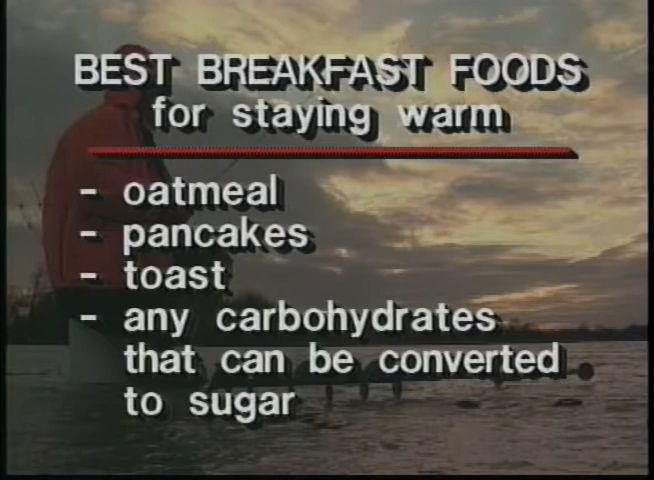 BEST BREAKFAST FOODS
for staying warm
- oatmeal
- pancakes
- toast
- any carbohydrates
that can be converted
to sugar